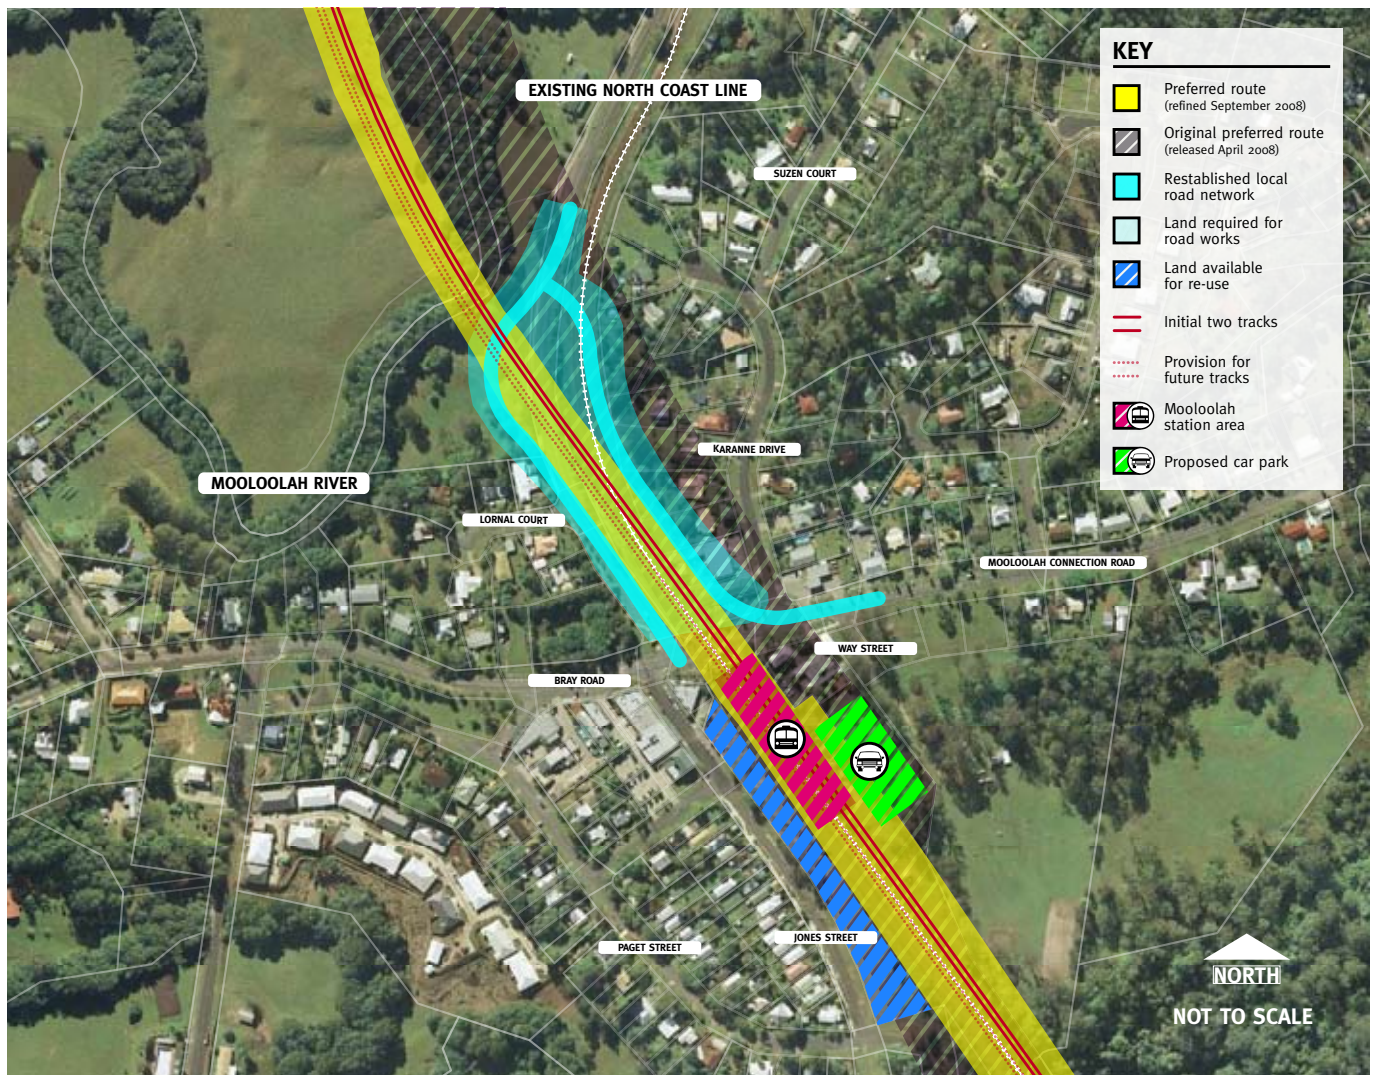 EXISTING NORTH COAST LINE
SUZEN COURT
KARANNE DRIVE
MOOLOOLAH RIVER
LORNAL COURT
MOOLOOLAH CONNECTION ROAD
WAY STREET
BRAY ROAD
PAGET STREET
JONES STREET
KEY
Preferred route
(refined September 2008)
Original preferred route
(released April 2008)
Restablished local
road network
Land required for
road works
Land available
for re-use
Initial two tracks
Provision for
future tracks
Mooloolah
station area
Proposed car park
NORTH
NOT TO SCALE